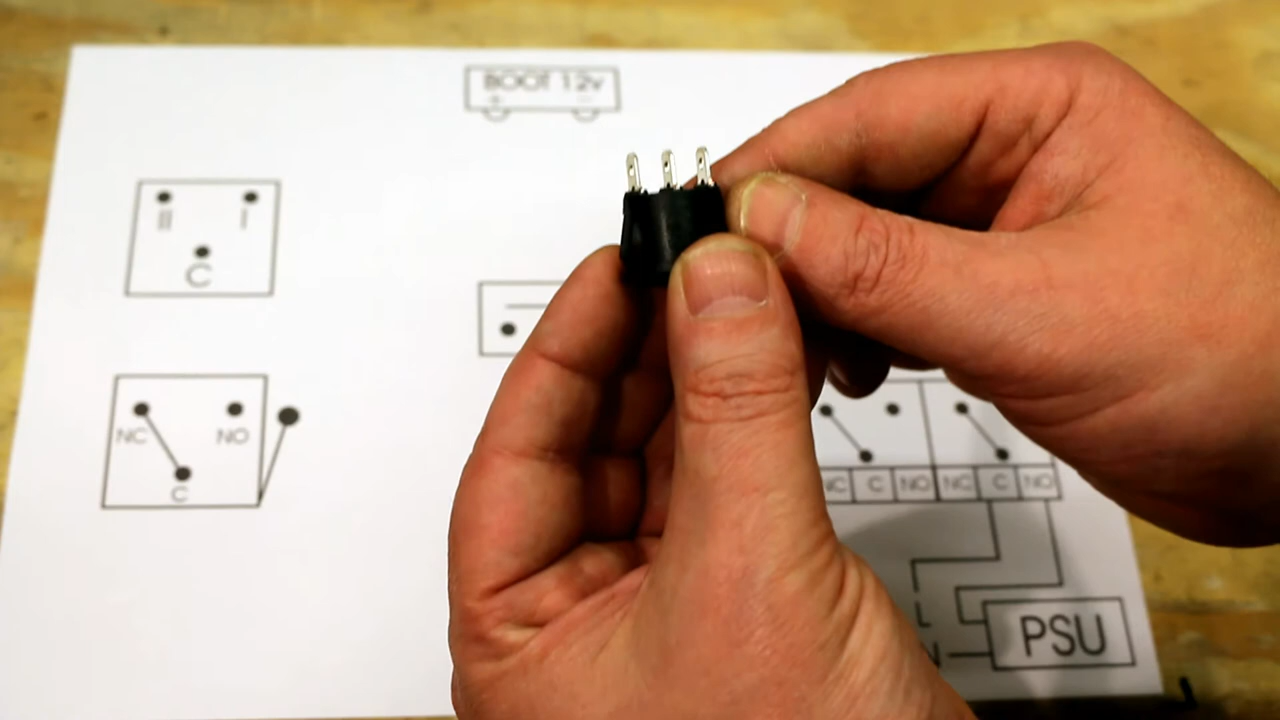 BOOT 12v
+ −
II I
C
NC NO
C
NC C NO NC C NO
L
N
PSU